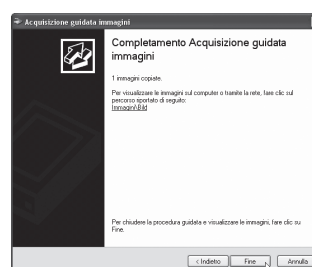 Acquisizione guidata immagini
Completamento Acquisizione guidata
immagini
1 immagini copiate.
Per visualizzare le immagini sul computer o tramite la rete, fare clic sul
percorso riportato di seguito:
Immagini\Bild
Per chiudere la procedura guidata e visualizzare le immagini, fare clic su
Fine.
< Indietro
Fine
Annulla